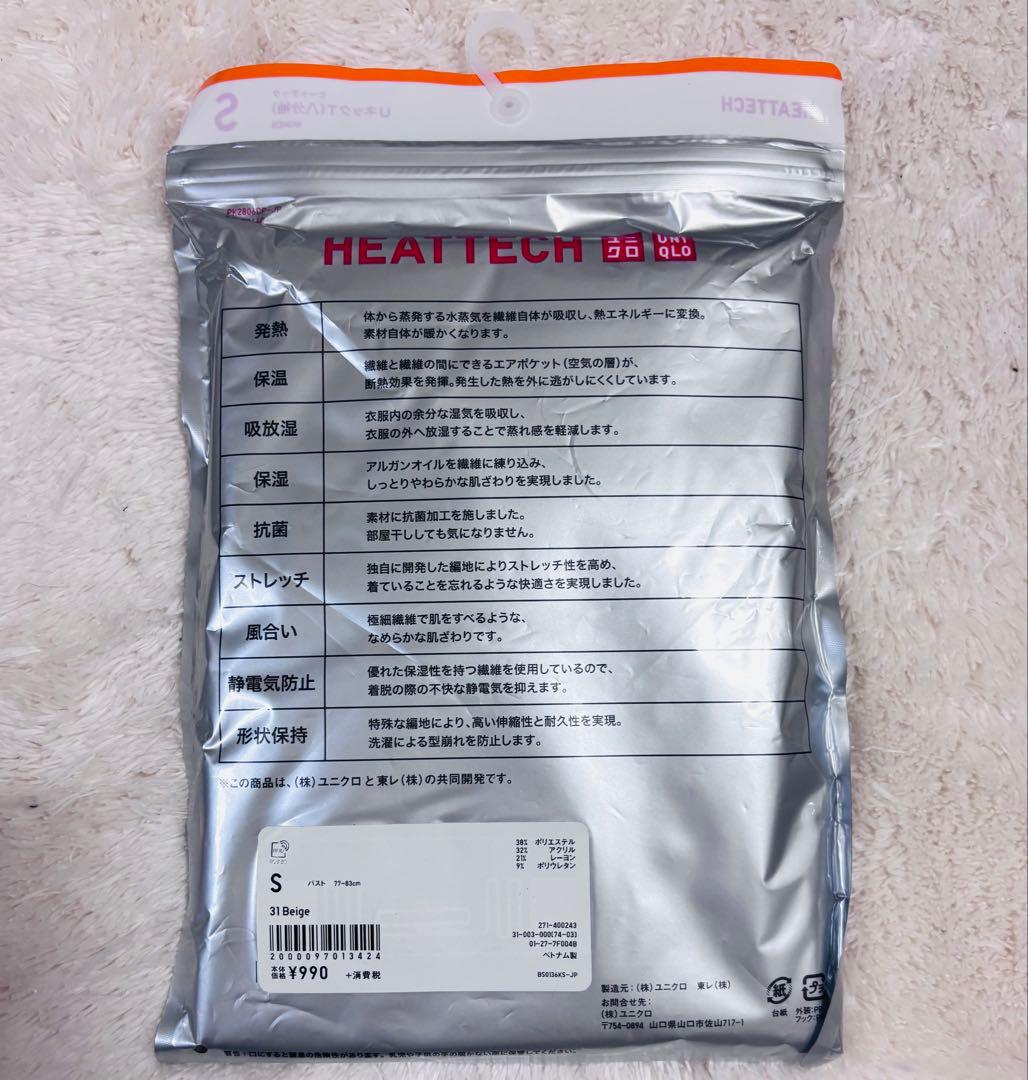 S
ヒートテック
UネックT(八分袖)
WOMEN
HEATTECH
HEATTECH ユニクロ UNIQLO
発熱
体から蒸発する水蒸気を繊維自体が吸収し、熱エネルギーに変換。
素材自体が暖かくなります。
保温
繊維と繊維の間にできるエアポケット(空気の層)が、
断熱効果を発揮。発生した熱を外に逃がしにくくしています。
吸放湿
衣服内の余分な湿気を吸収し、
衣服の外へ放湿することで蒸れ感を軽減します。
保湿
アルガンオイルを繊維に練り込み、
しっとりやわらかな肌ざわりを実現しました。
抗菌
素材に抗菌加工を施しました。
部屋干ししても気になりません。
ストレッチ
独自に開発した編地によりストレッチ性を高め、
着ていることを忘れるような快適さを実現しました。
風合い
極細繊維で肌をすべるような、
なめらかな肌ざわりです。
静電気防止
優れた保湿性を持つ繊維を使用しているので、
着脱の際の不快な静電気を抑えます。
形状保持
特殊な編地により、高い伸縮性と耐久性を実現。
洗濯による型崩れを防止します。
※この商品は、(株)ユニクロと東レ(株)の共同開発です。
38% ポリエステル
32% アクリル
21% レーヨン
9% ポリウレタン
S バスト 77-83cm
31 Beige
271-400243
31-003-000(74-03)
01-27-7F004B
ベトナム製
2000097013424
本体価格 ¥990 +消費税
BS0136KS-JP
製造元:(株)ユニクロ 東レ(株)
お問合せ先:
(株)ユニクロ
〒754-0894 山口県山口市佐山717-1
紙
台紙
プラ
外装:
フック: